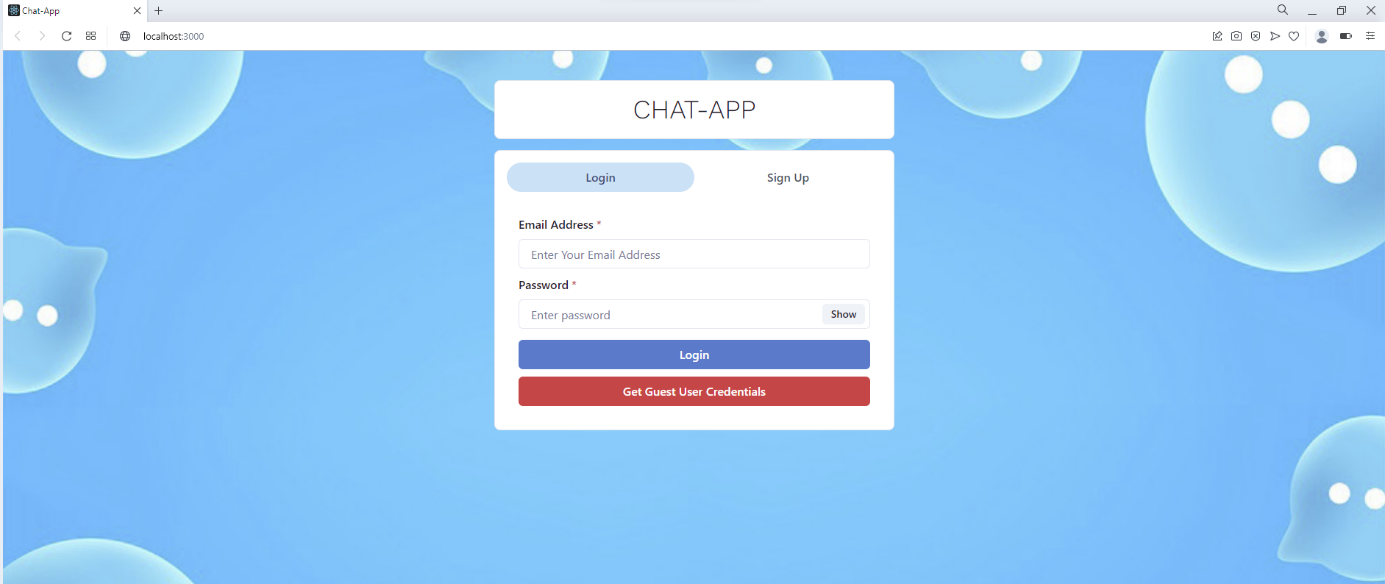 Chat-App
localhost:3000
CHAT-APP
Login Sign Up
Email Address *
Enter Your Email Address
Password *
Enter password Show
Login
Get Guest User Credentials